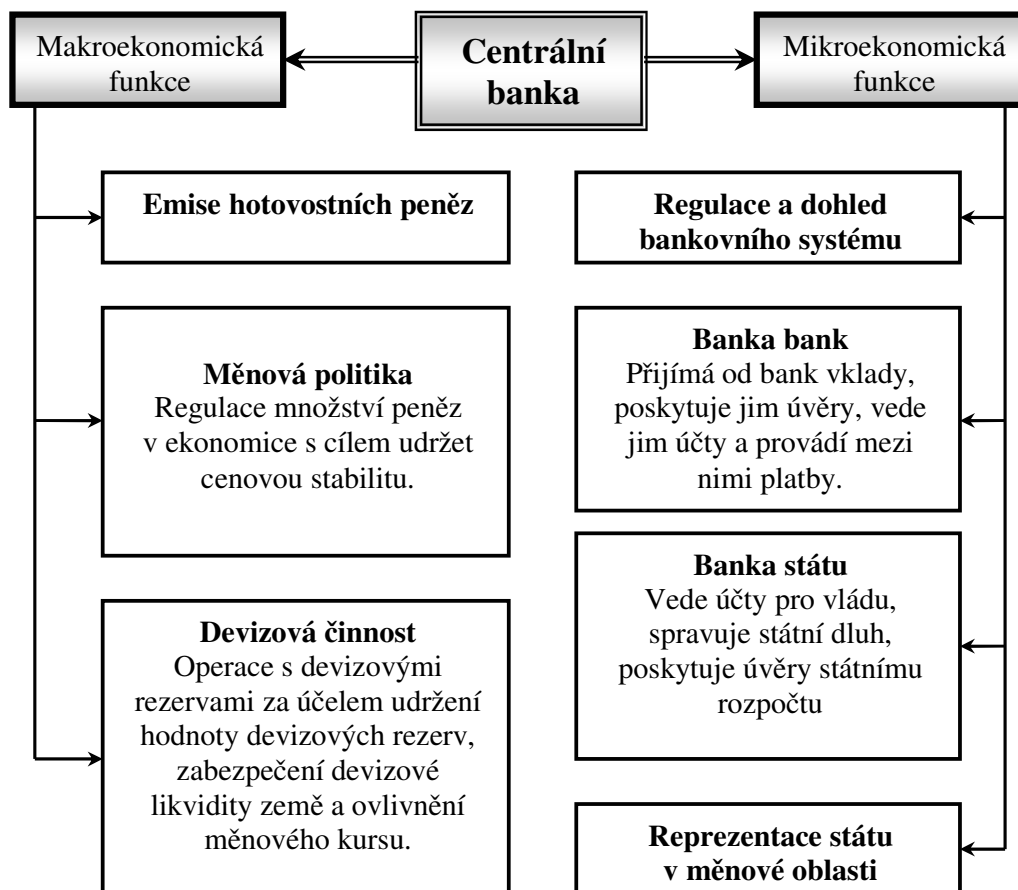 Makroekonomická
funkce
Centrální
banka
Mikroekonomická
funkce
Emise hotovostních peněz
Měnová politika
Regulace množství peněz
v ekonomice s cílem udržet
cenovou stabilitu.
Devizová činnost
Operace s devizovými
rezervami za účelem udržení
hodnoty devizových rezerv,
zabezpečení devizové
likvidity země a ovlivnění
měnového kursu.
Regulace a dohled
bankovního systému
Banka bank
Přijímá od bank vklady,
poskytuje jim úvěry, vede
jim účty a provádí mezi
nimi platby.
Banka státu
Vede účty pro vládu,
spravuje státní dluh,
poskytuje úvěry státnímu
rozpočtu
Reprezentace státu
v měnové oblasti